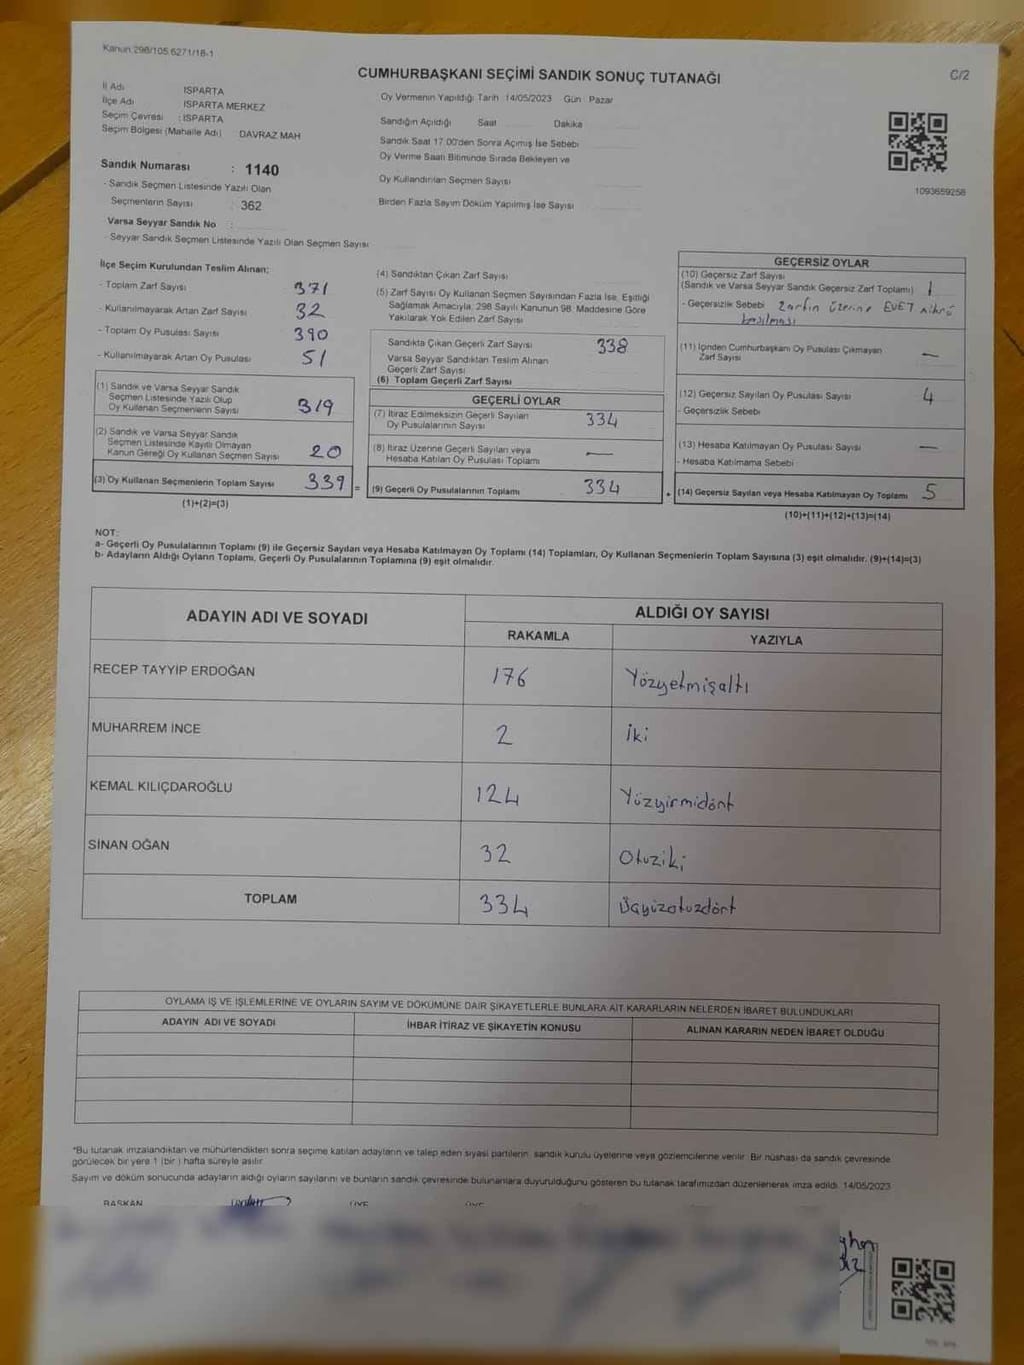 Kanun 298/105 6271/18-1
CUMHURBAŞKANI SEÇİMİ SANDIK SONUÇ TUTANAĞI
C/2
İl Adı ISPARTA
İlçe Adı ISPARTA MERKEZ
Seçim Çevresi : ISPARTA
Seçim Bölgesi (Mahalle Adı) DAVRAZ MAH
Sandık Numarası : 1140
- Sandık Seçmen Listesinde Yazılı Olan
Seçmenlerin Sayısı : 362
Varsa Seyyar Sandık No :
- Seyyar Sandık Seçmen Listesinde Yazılı Olan Seçmen Sayısı
Oy Vermenin Yapıldığı Tarih 14/05/2023 Gün : Pazar
Sandığın Açıldığı Saat Dakika
Sandık Saat 17:00'den Sonra Açımış İse Sebebi
Oy Verme Saati Bitiminde Sırada Bekleyen ve
Oy Kullandırılan Seçmen Sayısı
Birden Fazla Sayım Döküm Yapılmış İse Sayısı
1093659258
İlçe Seçim Kurulundan Teslim Alınan;
- Toplam Zarf Sayısı 371
- Kullanılmayarak Artan Zarf Sayısı 32
- Toplam Oy Pusulası Sayısı 390
- Kullanılmayarak Artan Oy Pusulası 51
(1) Sandık ve Varsa Seyyar Sandık
Seçmen Listesinde Yazılı Olup
Oy Kullanan Seçmenlerin Sayısı 319
(2) Sandık ve Varsa Seyyar Sandık
Seçmen Listesinde Kayıtlı Olmayan
Kanun Gereği Oy Kullanan Seçmen Sayısı 20
(3) Oy Kullanan Seçmenlerin Toplam Sayısı 339 =
(1)+(2)=(3)
(4) Sandıktan Çıkan Zarf Sayısı
(5) Zarf Sayısı Oy Kullanan Seçmen Sayısından Fazla İse, Eşitliği
Sağlamak Amacıyla; 298 Sayılı Kanunun 98. Maddesine Göre
Yakılarak Yok Edilen Zarf Sayısı
Sandıkta Çıkan Geçerli Zarf Sayısı 338
Varsa Seyyar Sandıktan Teslim Alınan
Geçerli Zarf Sayısı
(6) Toplam Geçerli Zarf Sayısı
GEÇERLİ OYLAR
(7) İtiraz Edilmeksizin Geçerli Sayılan
Oy Pusulalarının Sayısı 334
(8) İtiraz Üzerine Geçerli Sayılan veya
Hesaba Katılan Oy Pusulası Toplamı —
(9) Geçerli Oy Pusulalarının Toplamı 334 +
GEÇERSİZ OYLAR
(10) Geçersiz Zarf Sayısı
(Sandık ve Varsa Seyyar Sandık Geçersiz Zarf Toplamı) 1
- Geçersizlik Sebebi zarfın üzerine EVET
basılması
(11) İçinden Cumhurbaşkanı Oy Pusulası Çıkmayan
Zarf Sayısı —
(12) Geçersiz Sayılan Oy Pusulası Sayısı 4
- Geçersizlik Sebebi
(13) Hesaba Katılmayan Oy Pusulası Sayısı —
- Hesaba Katılmama Sebebi
(14) Geçersiz Sayılan veya Hesaba Katılmayan Oy Toplamı 5
(10)+(11)+(12)+(13)=(14)
NOT:
a- Geçerli Oy Pusulalarının Toplamı (9) ile Geçersiz Sayılan veya Hesaba Katılmayan Oy Toplamı (14) Toplamları, Oy Kullanan Seçmenlerin Toplam Sayısına (3) eşit olmalıdır. (9)+(14)=(3)
b- Adayların Aldığı Oyların Toplamı, Geçerli Oy Pusulalarının Toplamına (9) eşit olmalıdır.
ADAYIN ADI VE SOYADI
ALDIĞI OY SAYISI
RAKAMLA YAZIYLA
RECEP TAYYİP ERDOĞAN 176 Yözyetmişaltı
MUHARREM İNCE 2 İki
KEMAL KILIÇDAROĞLU 124 Yözyirmidört
SİNAN OĞAN 32 Otuziki
TOPLAM 334 Üçyüzotuzdört
OYLAMA İŞ VE İŞLEMLERİNE VE OYLARIN SAYIM VE DÖKÜMÜNE DAİR ŞİKAYETLERLE BUNLARA AİT KARARLARIN NELERDEN İBARET BULUNDUKLARI
ADAYIN ADI VE SOYADI İHBAR İTİRAZ VE ŞİKAYETİN KONUSU ALINAN KARARIN NEDEN İBARET OLDUĞU
*Bu tutanak imzalandıktan ve mühürlendikten sonra seçime katılan adayların ve talep eden siyasi partilerin, sandık kurulu üyelerine veya gözlemcilerine verilir. Bir nüshası da sandık çevresinde
görülecek bir yere 1 (bir ) hafta süreyle asılır.
Sayım ve döküm sonucunda adayların aldığı oyların sayılarını ve bunların sandık çevresinde bulunanlara duyurulduğunu gösteren bu tutanak tarafımızdan düzenlenerek imza edildi. 14/05/2023
BAŞKAN ÜYE ÜYE